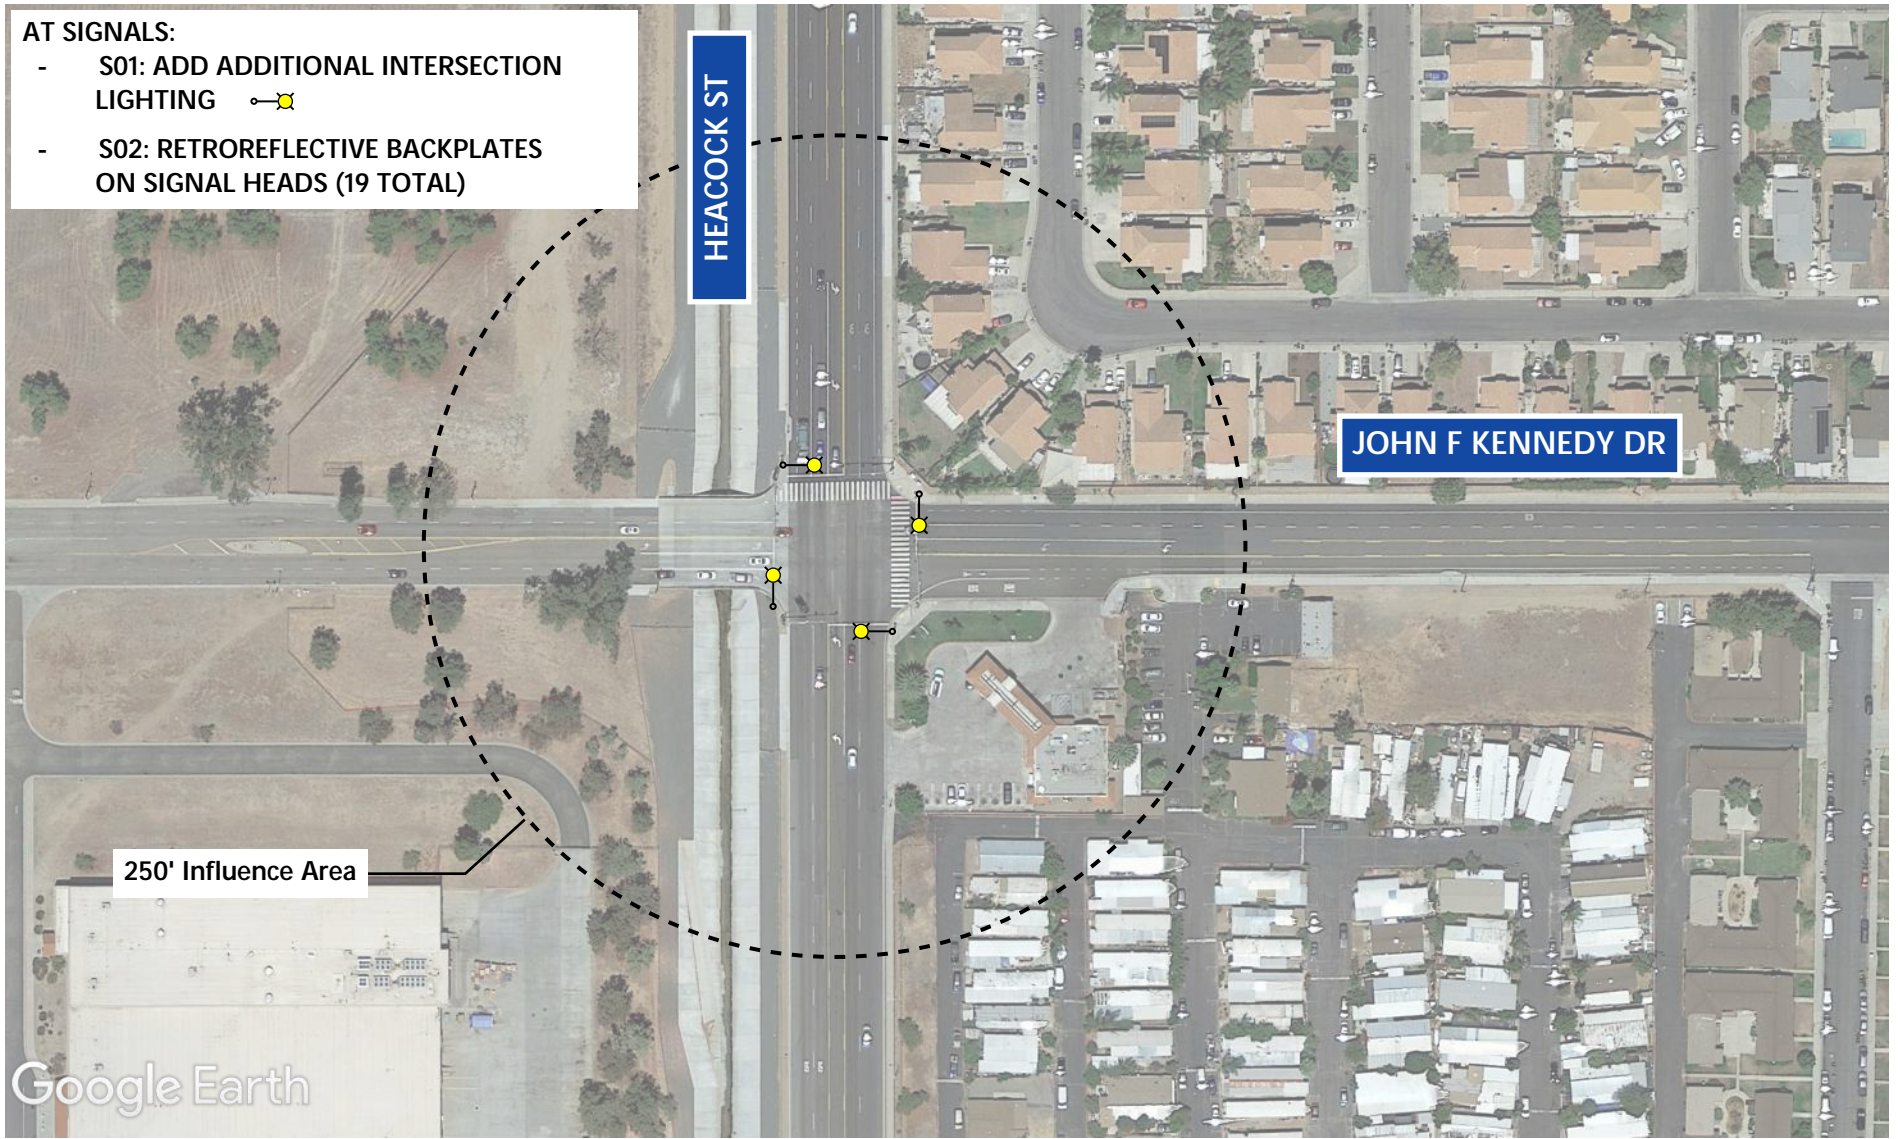 AT SIGNALS:
- S01: ADD ADDITIONAL INTERSECTION
LIGHTING
- S02: RETROREFLECTIVE BACKPLATES
ON SIGNAL HEADS (19 TOTAL)
HEACOCK ST
JOHN F KENNEDY DR
250' Influence Area
Google Earth